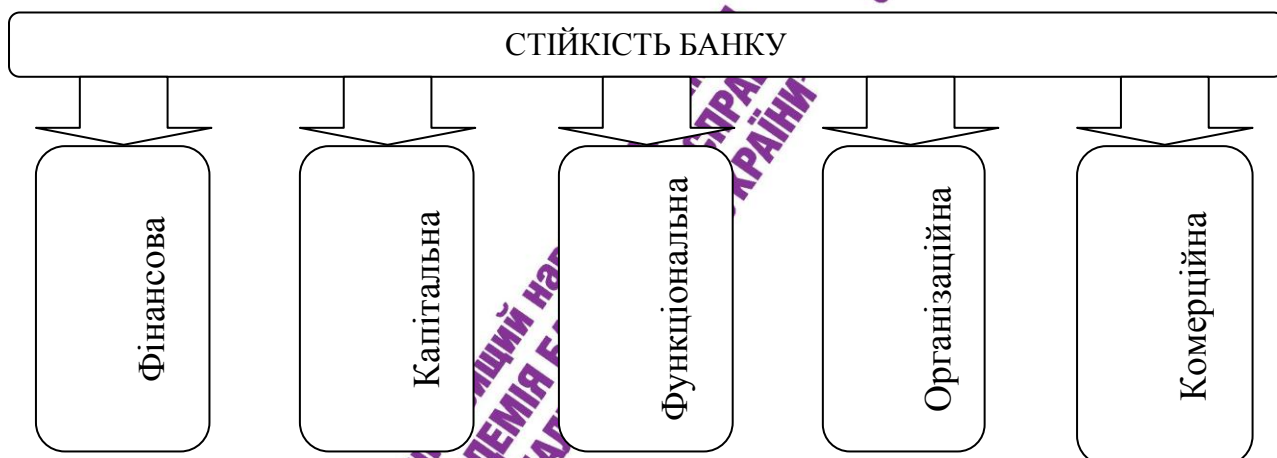 СТІЙКІСТЬ БАНКУ
Фінансова
Капітальна
Функціональна
Організаційна
Комерційна